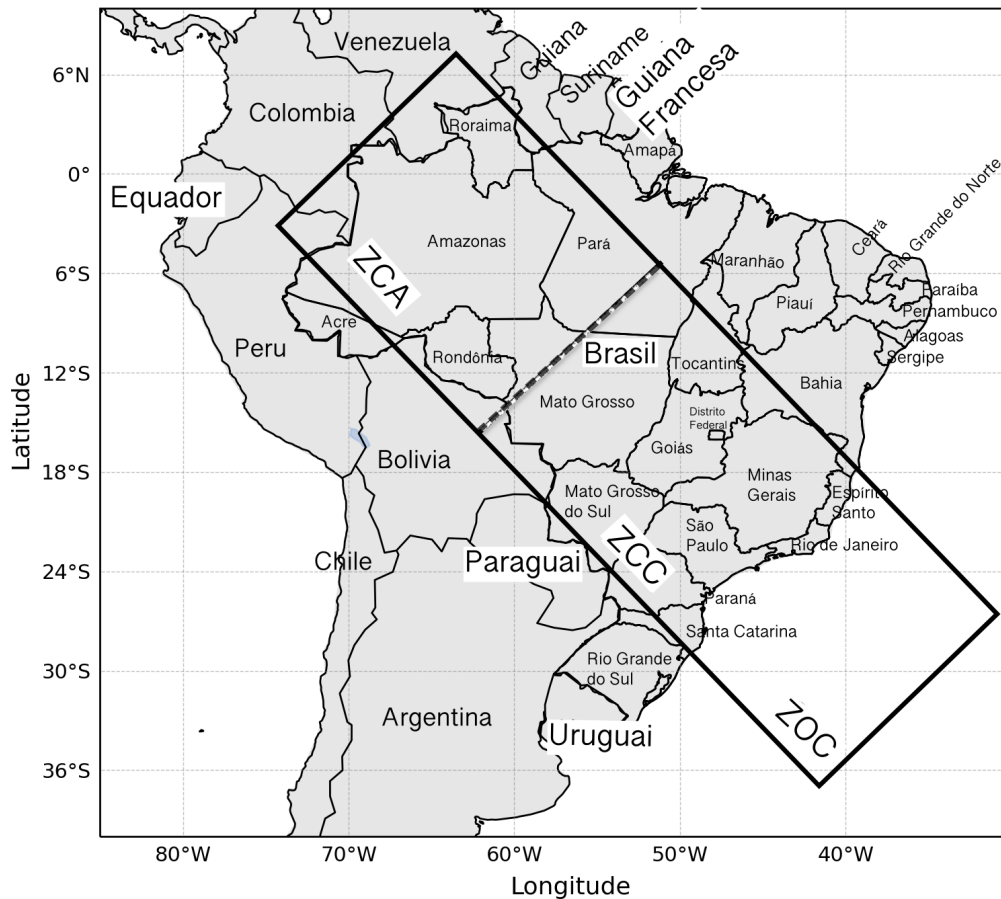 Venezuela
Guiana
Suriname
Guiana
Francesa
Colombia
Roraima
Amapá
Equador
Rio Grande do Norte
Ceará
ZCA
Amazonas
Pará
Maranhão
Piauí
Paraíba
Pernambuco
Alagoas
Sergipe
Acre
Peru
Rondônia
Brasil
Tocantins
Bahia
Mato Grosso
Distrito
Federal
Goiás
Bolivia
Minas
Gerais
Mato Grosso
do Sul
Espírito
Santo
São
Paulo
Rio de Janeiro
ZCC
Chile
Paraguai
Paraná
Santa Catarina
Rio Grande
do Sul
Argentina
Uruguai
ZOC
6°N
0°
6°S
12°S
18°S
24°S
30°S
36°S
Latitude
80°W
70°W
60°W
50°W
40°W
Longitude